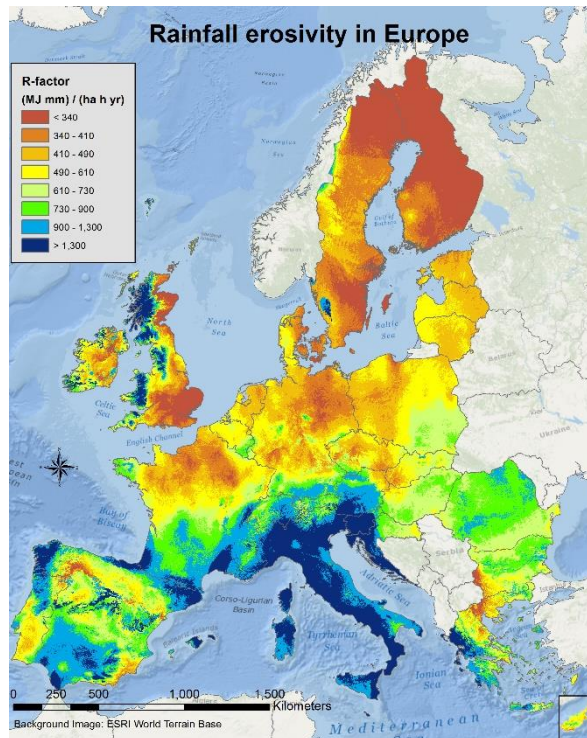 Rainfall erosivity in Europe
R-factor
(MJ mm) / (ha h yr)
< 340
340 - 410
410 - 490
490 - 610
610 - 730
730 - 900
900 - 1,300
> 1,300
Norwegian
Norwegian
Sea
North
Sea
Baltic
Sea
Celtic
Sea
English Channel
Bay of
Biscay
Ukraine
Serbia
Adriatic Sea
Corso-Ligurian
Basin
Tyrrhenian
Sea
Ionian
Sea
Mediterranean
0 250 500 1,000 1,500
Kilometers
Background Image: ESRI World Terrain Base